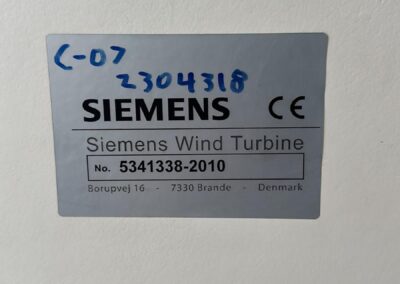 C-07
2304318
SIEMENS CE
Siemens Wind Turbine
No. 5341338-2010
Borupvej 16 - 7330 Brande - Denmark